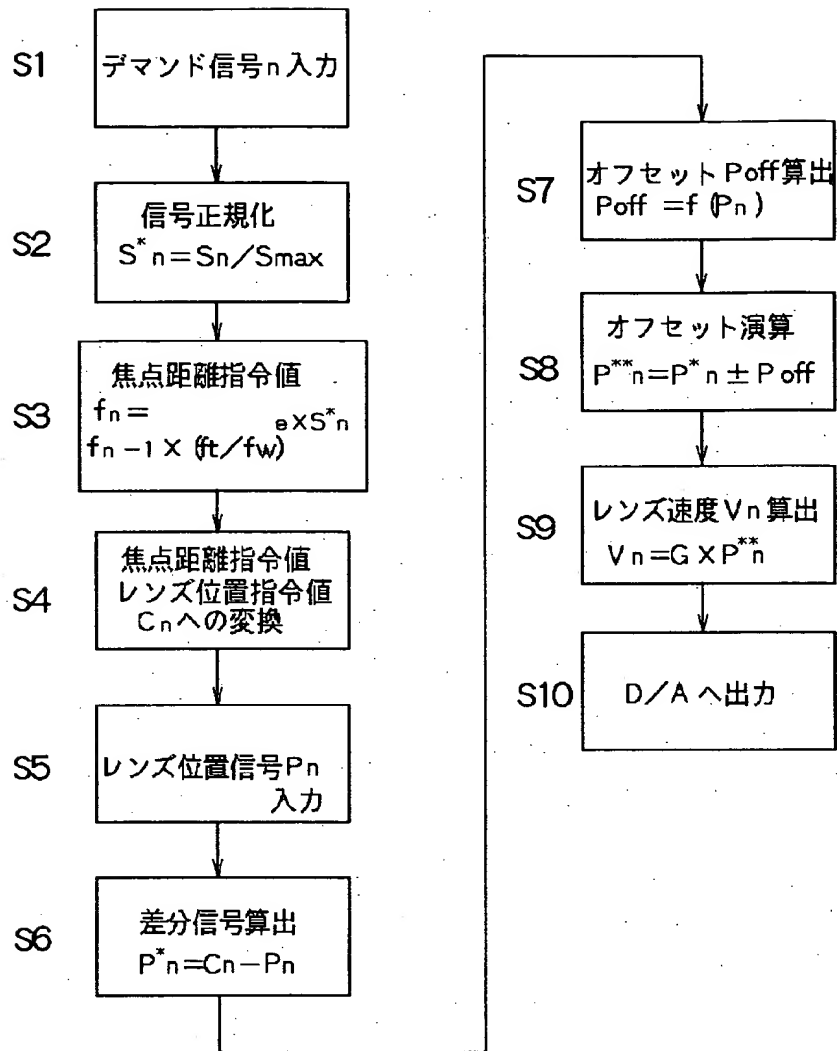 S1
デマンド信号n入力
S2
信号正規化
S*n=Sn/Smax
S3
焦点距離指令値
fn=
fn-1×(ft/fw)e×S*n
S4
焦点距離指令値
レンズ位置指令値
Cnへの変換
S5
レンズ位置信号Pn
入力
S6
差分信号算出
P*n=Cn-Pn
S7
オフセットPoff算出
Poff=f(Pn)
S8
オフセット演算
P**n=P*n±Poff
S9
レンズ速度Vn算出
Vn=G×P**n
S10
D/Aへ出力